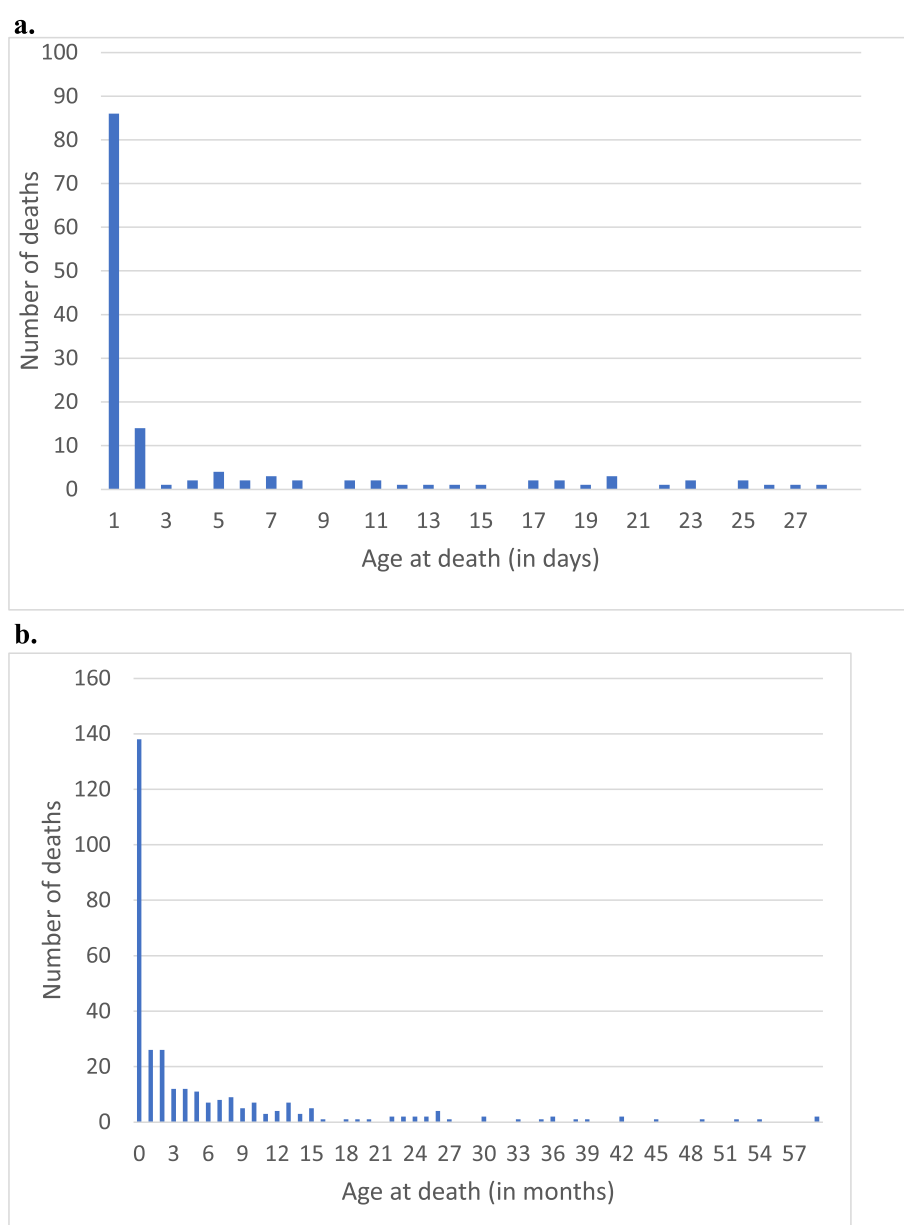 a.
100
90
80
70
60
50
40
30
20
10
0
Number of deaths
1 3 5 7 9 11 13 15 17 19 21 23 25 27
Age at death (in days)
b.
160
140
120
100
80
60
40
20
0
Number of deaths
0 3 6 9 12 15 18 21 24 27 30 33 36 39 42 45 48 51 54 57
Age at death (in months)